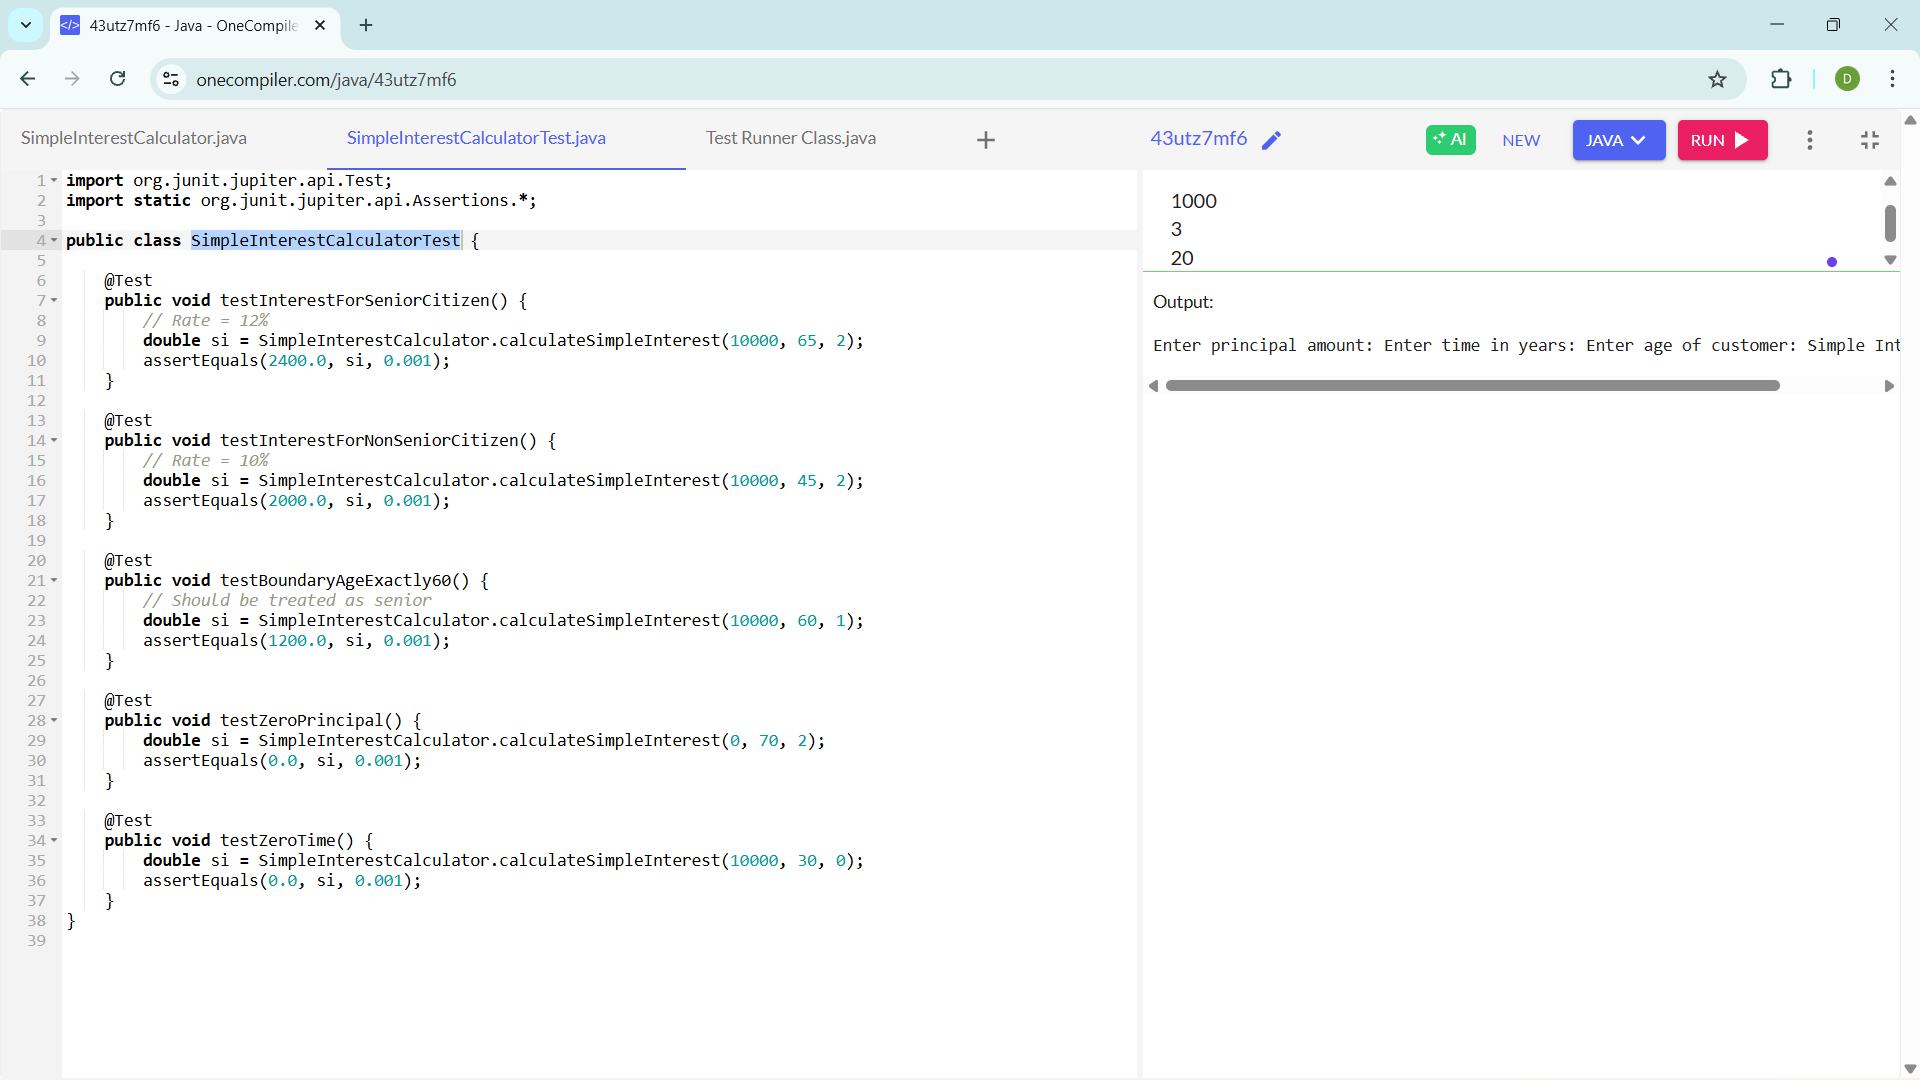 43utz7mf6 - Java - OneCompile
onecompiler.com/java/43utz7mf6
D
SimpleInterestCalculator.java
SimpleInterestCalculatorTest.java
Test Runner Class.java
43utz7mf6
AI
NEW
JAVA
RUN
1 import org.junit.jupiter.api.Test;
2 import static org.junit.jupiter.api.Assertions.*;
3
4 public class SimpleInterestCalculatorTest {
5
6 @Test
7 public void testInterestForSeniorCitizen() {
8 // Rate = 12%
9 double si = SimpleInterestCalculator.calculateSimpleInterest(10000, 65, 2);
10 assertEquals(2400.0, si, 0.001);
11 }
12
13 @Test
14 public void testInterestForNonSeniorCitizen() {
15 // Rate = 10%
16 double si = SimpleInterestCalculator.calculateSimpleInterest(10000, 45, 2);
17 assertEquals(2000.0, si, 0.001);
18 }
19
20 @Test
21 public void testBoundaryAgeExactly60() {
22 // Should be treated as senior
23 double si = SimpleInterestCalculator.calculateSimpleInterest(10000, 60, 1);
24 assertEquals(1200.0, si, 0.001);
25 }
26
27 @Test
28 public void testZeroPrincipal() {
29 double si = SimpleInterestCalculator.calculateSimpleInterest(0, 70, 2);
30 assertEquals(0.0, si, 0.001);
31 }
32
33 @Test
34 public void testZeroTime() {
35 double si = SimpleInterestCalculator.calculateSimpleInterest(10000, 30, 0);
36 assertEquals(0.0, si, 0.001);
37 }
38 }
39
1000
3
20
Output:
Enter principal amount: Enter time in years: Enter age of customer: Simple Int